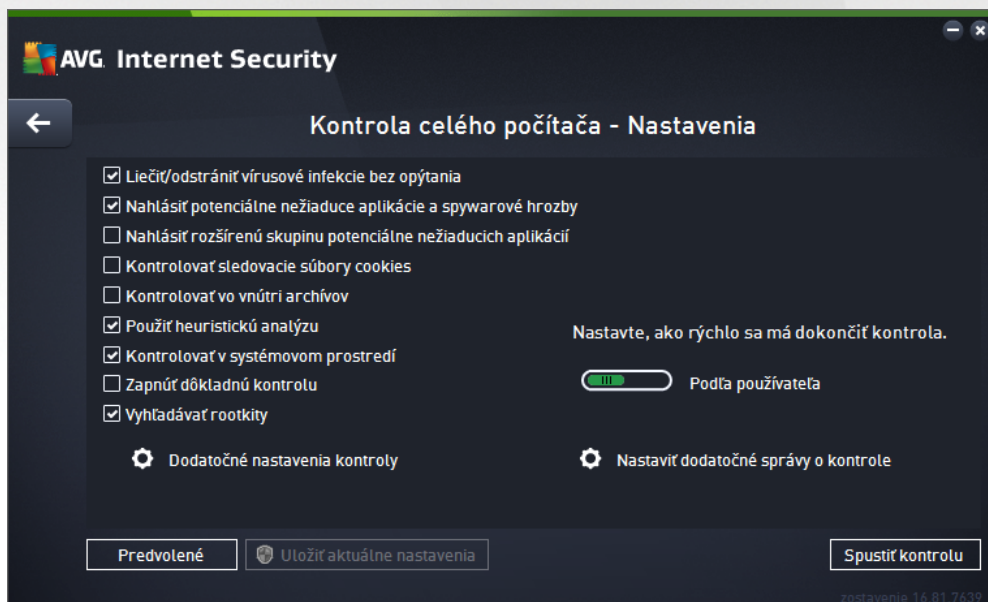 AVG. Internet Security
Kontrola celého počítača - Nastavenia
Liečiť/odstrániť vírusové infekcie bez opýtania
Nahlásiť potenciálne nežiaduce aplikácie a spywarové hrozby
Nahlásiť rozšírenú skupinu potenciálne nežiaducich aplikácií
Kontrolovať sledovacie súbory cookies
Kontrolovať vo vnútri archívov
Použiť heuristickú analýzu
Kontrolovať v systémovom prostredí
Zapnúť dôkladnú kontrolu
Vyhľadávať rootkity
Nastavte, ako rýchlo sa má dokončiť kontrola.
Podľa používateľa
Dodatočné nastavenia kontroly
Nastaviť dodatočné správy o kontrole
Predvolené
Uložiť aktuálne nastavenia
Spustiť kontrolu
zostavenie 16.81.7639